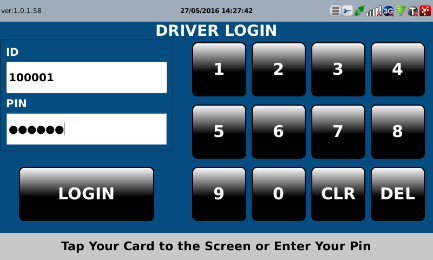 ver:1.0.1.58 27/05/2016 14:27:42 3G T
DRIVER LOGIN
ID
100001
PIN
1 2 3 4
5 6 7 8
LOGIN 9 0 CLR DEL
Tap Your Card to the Screen or Enter Your Pin